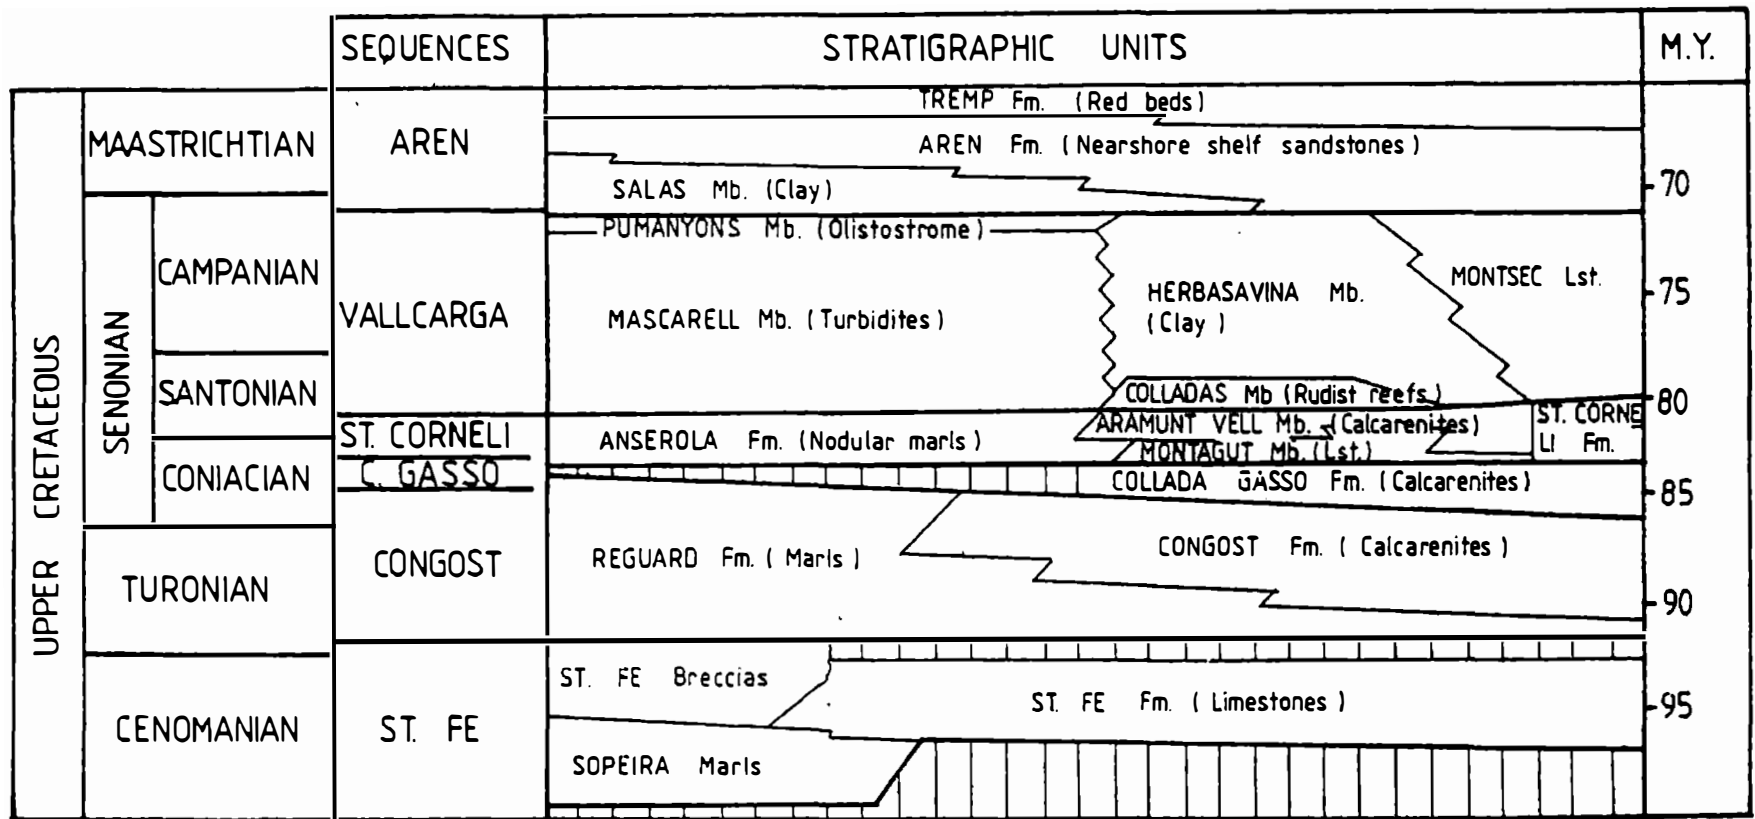 SEQUENCES STRATIGRAPHIC UNITS M.Y.
UPPER CRETACEOUS
SENONIAN
MAASTRICHTIAN
CAMPANIAN
SANTONIAN
CONIACIAN
TURONIAN
CENOMANIAN
AREN
VALLCARGA
ST. CORNELI
C. GASSO
CONGOST
ST. FE
TREMP Fm. (Red beds)
AREN Fm. (Nearshore shelf sandstones)
SALAS Mb. (Clay)
PUMANYONS Mb. (Olistostrome)
MASCARELL Mb. (Turbidites)
HERBASAVINA Mb.
(Clay)
MONTSEC Lst.
COLLADAS Mb (Rudist reefs)
ARAMUNT VELL Mb. (Calcarenites)
ST. CORNE
LI Fm.
ANSEROLA Fm. (Nodular marls)
MONTAGUT Mb. (Lst.)
COLLADA GASSO Fm. (Calcarenites)
REGUARD Fm. (Marls)
CONGOST Fm. (Calcarenites)
ST. FE Breccias
ST. FE Fm. (Limestones)
SOPEIRA Marls
70
75
80
85
90
95